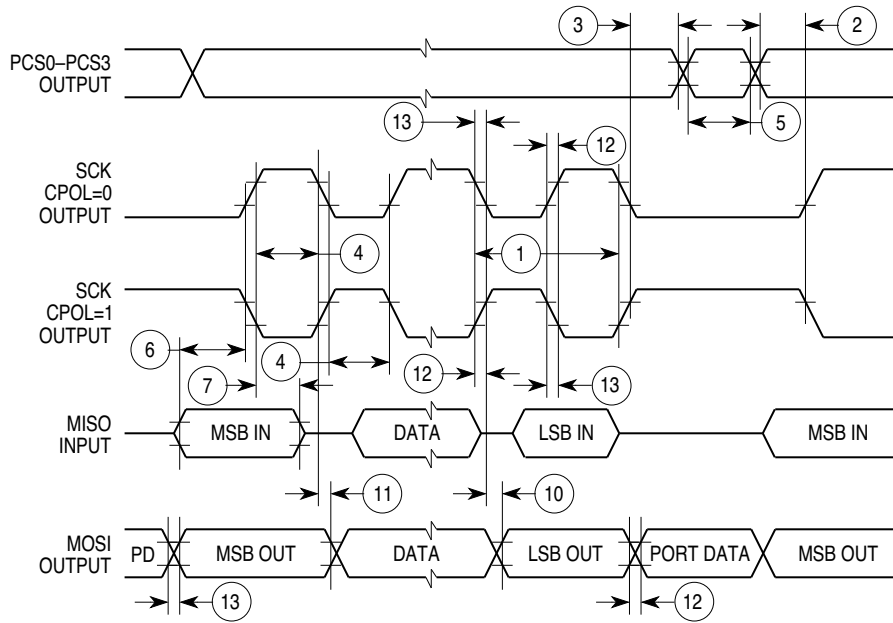 3
2
PCS0–PCS3
OUTPUT
5
13
12
SCK
CPOL=0
OUTPUT
4
1
SCK
CPOL=1
OUTPUT
6
4
7
12
13
MISO
INPUT
MSB IN
DATA
LSB IN
MSB IN
11
10
MOSI
OUTPUT
PD
MSB OUT
DATA
LSB OUT
PORT DATA
MSB OUT
13
12